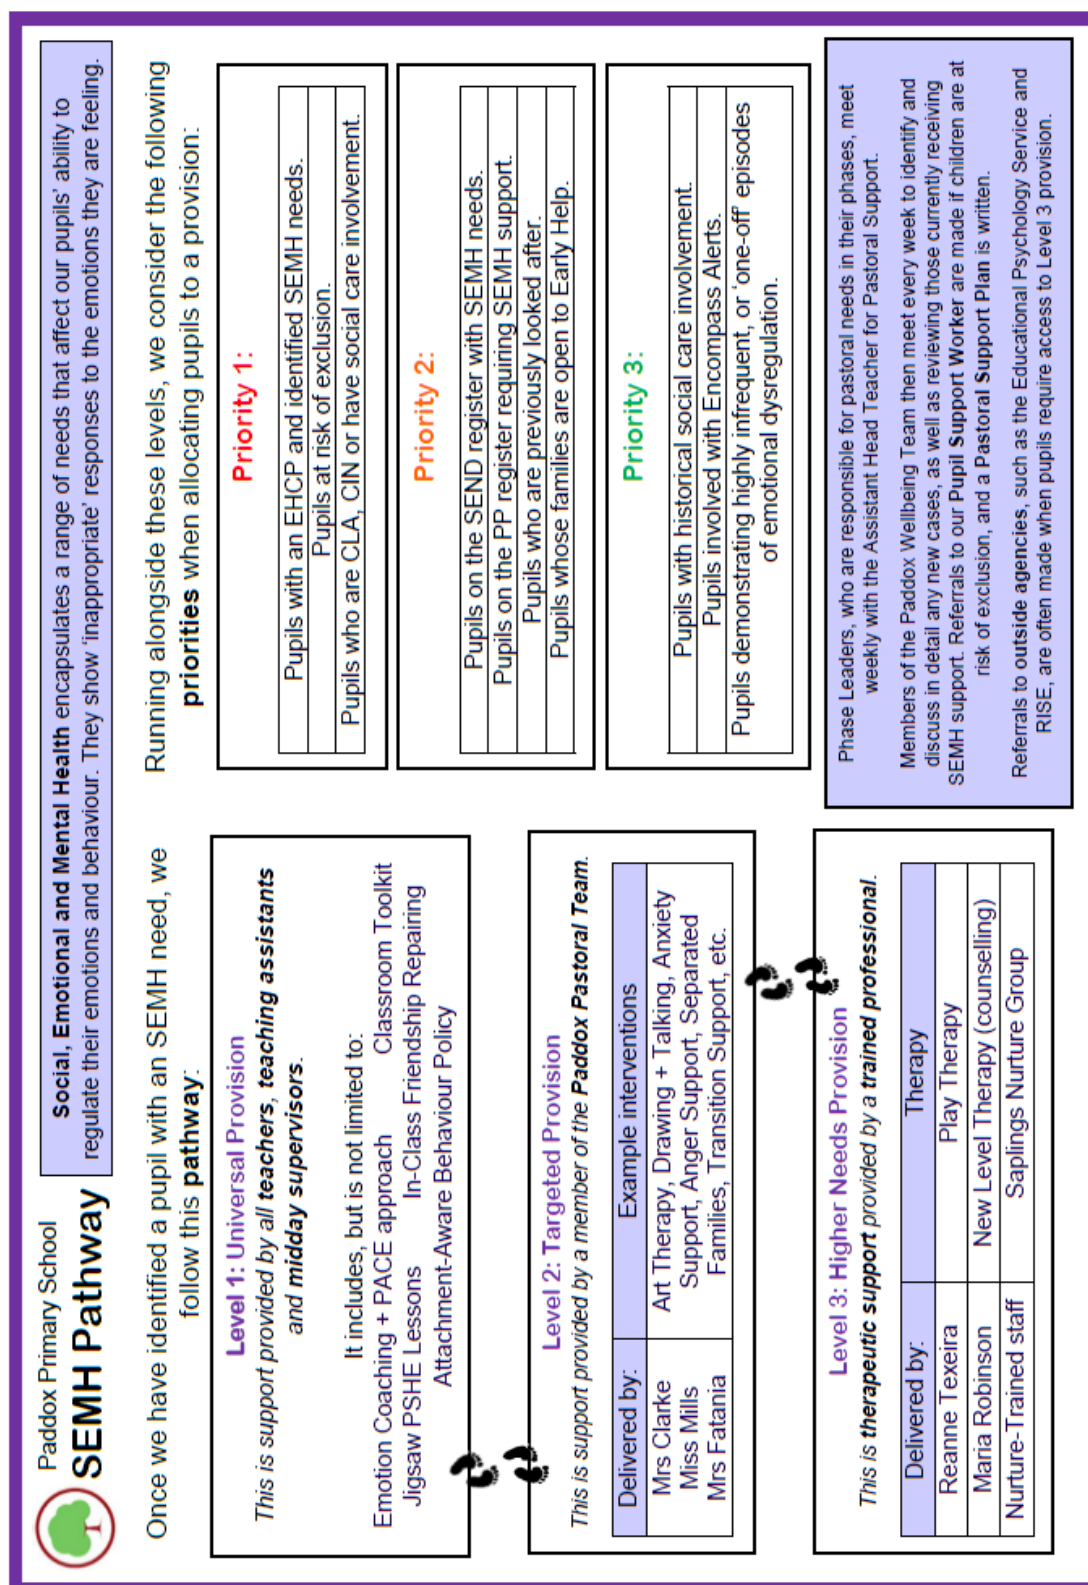 Paddox Primary School
SEMH Pathway
Social, Emotional and Mental Health encapsulates a range of needs that affect our pupils' ability to
regulate their emotions and behaviour. They show 'inappropriate' responses to the emotions they are feeling.
Once we have identified a pupil with an SEMH need, we
follow this pathway:
Level 1: Universal Provision
This is support provided by all teachers, teaching assistants
and midday supervisors.
It includes, but is not limited to:
Emotion Coaching + PACE approach Classroom Toolkit
Jigsaw PSHE Lessons In-Class Friendship Repairing
Attachment-Aware Behaviour Policy
Level 2: Targeted Provision
This is support provided by a member of the Paddox Pastoral Team.
Delivered by: Example interventions
Mrs Clarke
Miss Mills
Mrs Fatania
Art Therapy, Drawing + Talking, Anxiety
Support, Anger Support, Separated
Families, Transition Support, etc.
Level 3: Higher Needs Provision
This is therapeutic support provided by a trained professional.
Delivered by: Therapy
Reanne Texeira Play Therapy
Maria Robinson New Level Therapy (counselling)
Nurture-Trained staff Saplings Nurture Group
Running alongside these levels, we consider the following
priorities when allocating pupils to a provision:
Priority 1:
Pupils with an EHCP and identified SEMH needs.
Pupils at risk of exclusion.
Pupils who are CLA, CIN or have social care involvement.
Priority 2:
Pupils on the SEND register with SEMH needs.
Pupils on the PP register requiring SEMH support.
Pupils who are previously looked after.
Pupils whose families are open to Early Help.
Priority 3:
Pupils with historical social care involvement.
Pupils involved with Encompass Alerts.
Pupils demonstrating highly infrequent, or 'one-off' episodes
of emotional dysregulation.
Phase Leaders, who are responsible for pastoral needs in their phases, meet
weekly with the Assistant Head Teacher for Pastoral Support.
Members of the Paddox Wellbeing Team then meet every week to identify and
discuss in detail any new cases, as well as reviewing those currently receiving
SEMH support. Referrals to our Pupil Support Worker are made if children are at
risk of exclusion, and a Pastoral Support Plan is written.
Referrals to outside agencies, such as the Educational Psychology Service and
RISE, are often made when pupils require access to Level 3 provision.